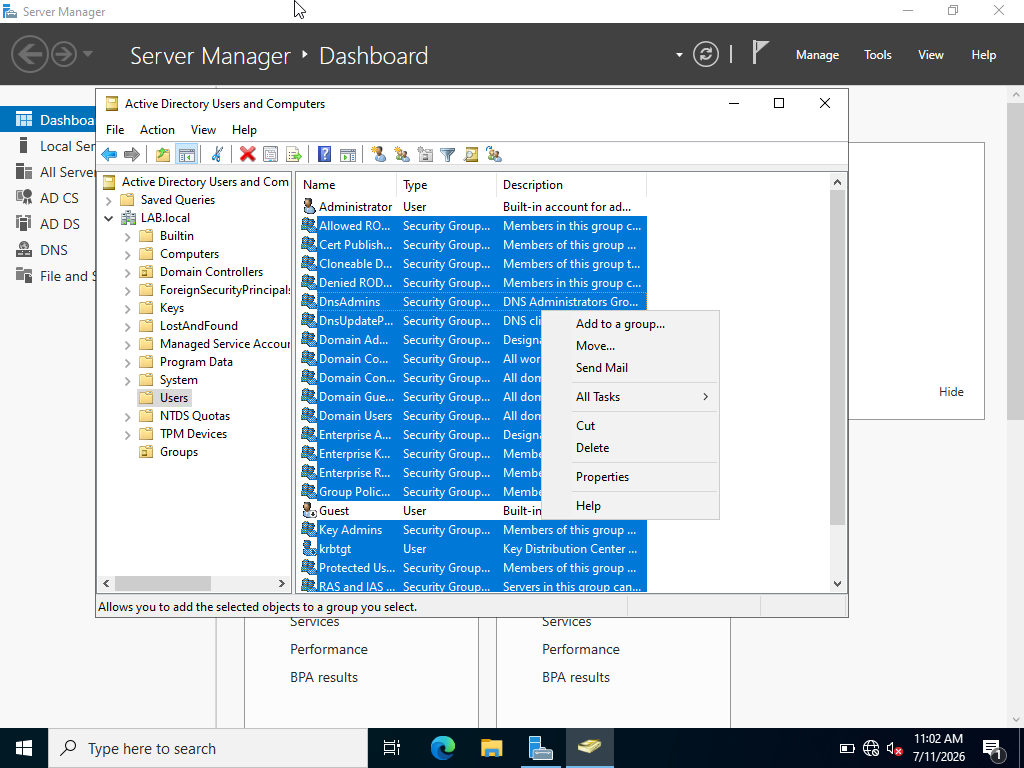 Server Manager
Server Manager ‣ Dashboard
Manage Tools View Help
Dashboa
Local Ser
All Server
AD CS
AD DS
DNS
File and S
Hide
Active Directory Users and Computers
File Action View Help
Active Directory Users and Com
Saved Queries
LAB.local
Builtin
Computers
Domain Controllers
ForeignSecurityPrincipals
Keys
LostAndFound
Managed Service Accour
Program Data
System
Users
NTDS Quotas
TPM Devices
Groups
Name Type Description
Administrator User Built-in account for ad...
Allowed RO... Security Group... Members in this group c...
Cert Publish... Security Group... Members of this group ...
Cloneable D... Security Group... Members of this group t...
Denied ROD... Security Group... Members in this group c...
DnsAdmins Security Group... DNS Administrators Gro...
DnsUpdateP... Security Group... DNS cli
Domain Ad... Security Group... Designa
Domain Co... Security Group... All wor
Domain Con... Security Group... All dom
Domain Gue... Security Group... All dom
Domain Users Security Group... All dom
Enterprise A... Security Group... Designa
Enterprise K... Security Group... Membe
Enterprise R... Security Group... Membe
Group Polic... Security Group... Membe
Guest User Built-in
Key Admins Security Group... Members of this group ...
krbtgt User Key Distribution Center ...
Protected Us... Security Group... Members of this group ...
RAS and IAS ... Security Group... Servers in this group can...
Add to a group...
Move...
Send Mail
All Tasks
Cut
Delete
Properties
Help
Allows you to add the selected objects to a group you select.
Services
Performance
BPA results
Services
Performance
BPA results
Type here to search
11:02 AM
7/11/2026
1